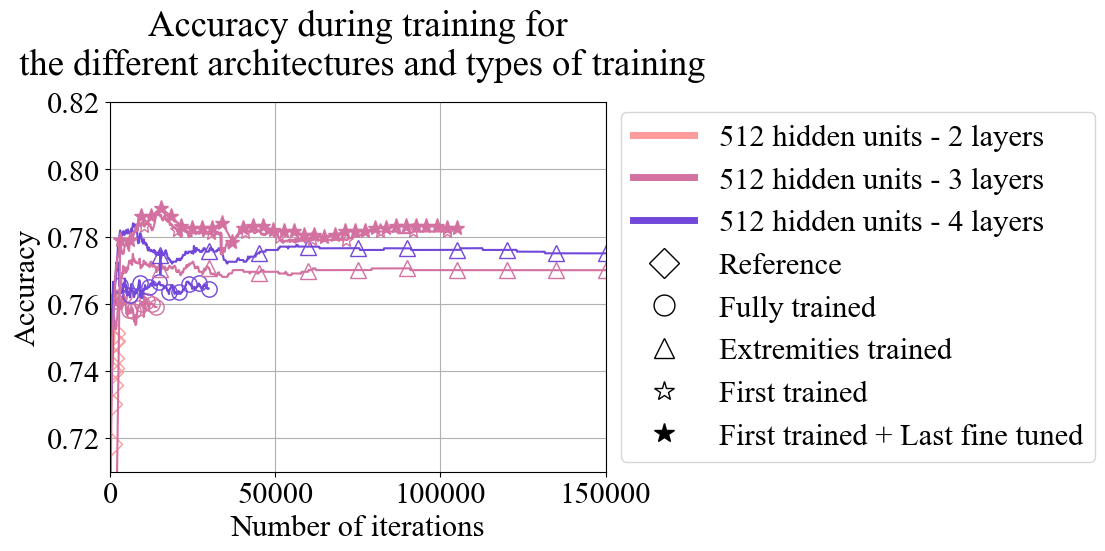 Accuracy during training for
the different architectures and types of training
0.82
0.80
0.78
0.76
0.74
0.72
Accuracy
0
50000
100000
150000
Number of iterations
512 hidden units - 2 layers
512 hidden units - 3 layers
512 hidden units - 4 layers
Reference
Fully trained
Extremities trained
First trained
First trained + Last fine tuned